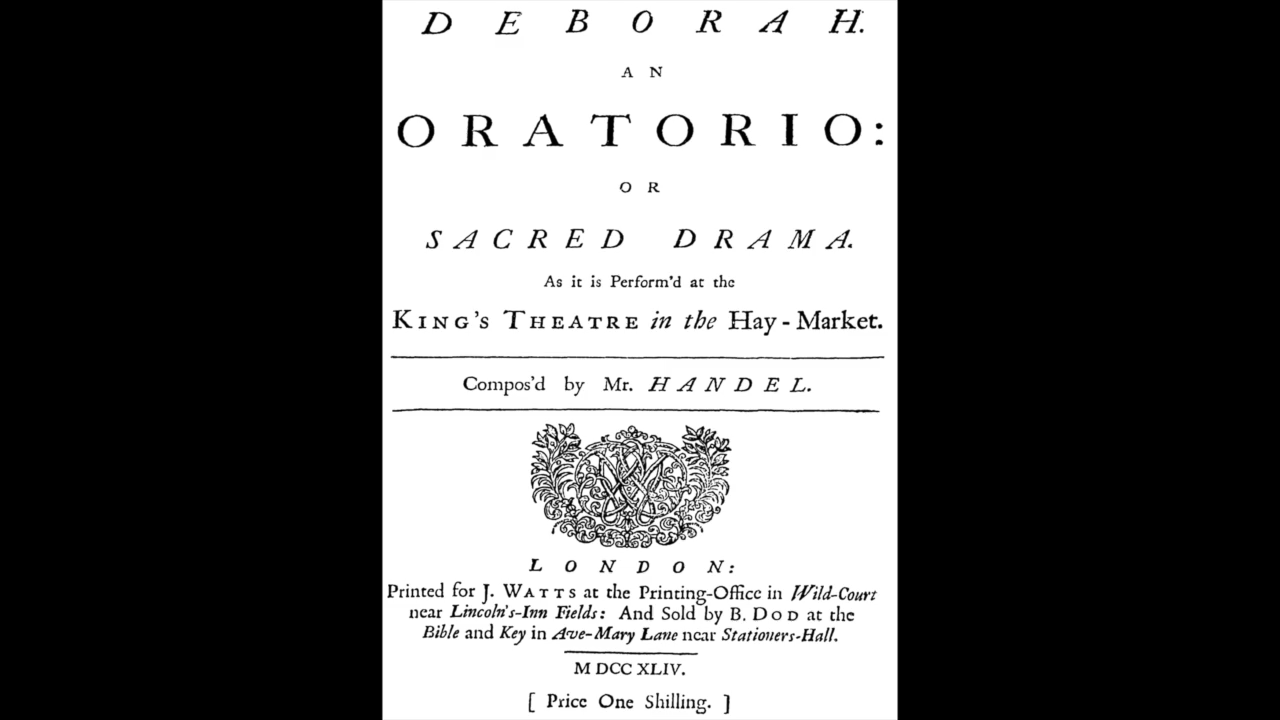 DEBORAH.
AN
ORATORIO:
OR
SACRED DRAMA.
As it is Perform'd at the
KING'S THEATRE in the Hay-Market.
Compos'd by Mr. HANDEL.
LONDON:
Printed for J. WATTS at the Printing-Office in Wild-Court
near Lincoln's-Inn Fields: And Sold by B. DOD at the
Bible and Key in Ave-Mary Lane near Stationers-Hall.
MDCCXLIV.
[ Price One Shilling. ]